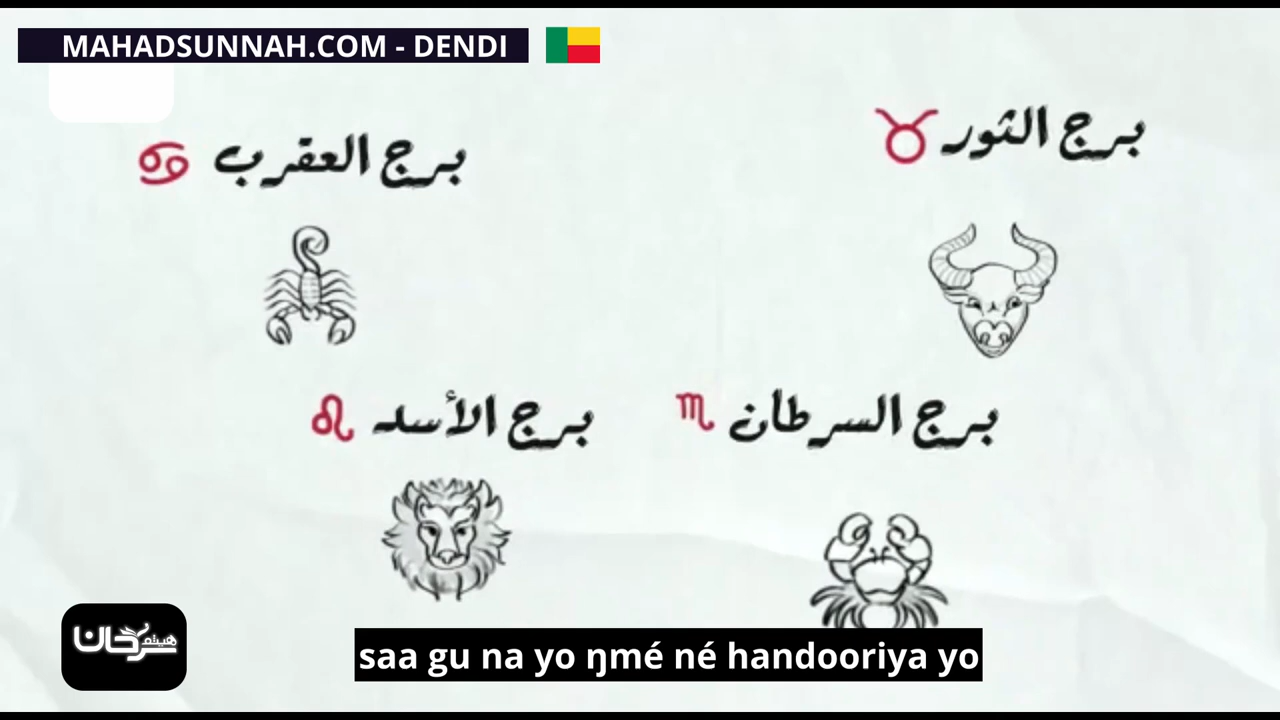 MAHADSUNNAH.COM - DENDI
برج الثور
برج العقرب
برج السرطان
برج الأسد
هيثم سرحان
saa gu na yo ŋmé né handooriya yo